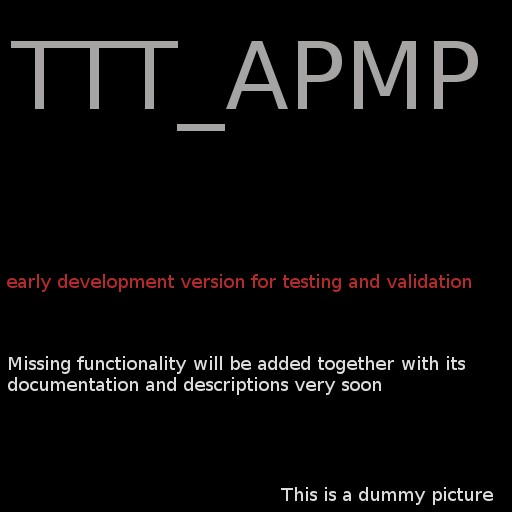 TTT_APMP
early development version for testing and validation
Missing functionality will be added together with its
documentation and descriptions very soon
This is a dummy picture